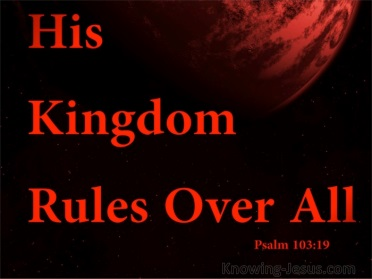 His
Kingdom
Rules Over All
Psalm 103:19
Knowing-Jesus.com